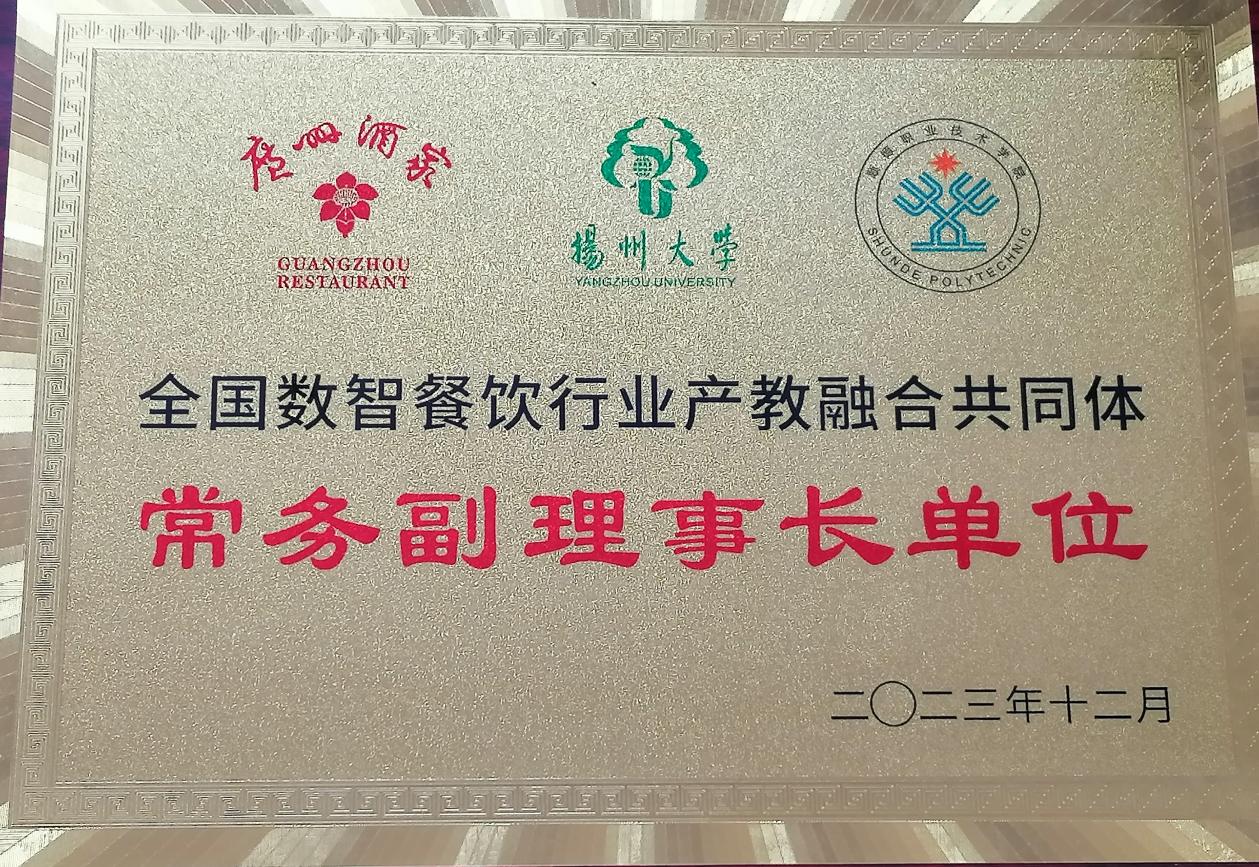 廣州酒家
GUANGZHOU
RESTAURANT
揚州大學
YANGZHOU UNIVERSITY
顺德职业技术学院
SHUNDE POLYTECHNIC
全国数智餐饮行业产教融合共同体
常务副理事长单位
二〇二三年十二月